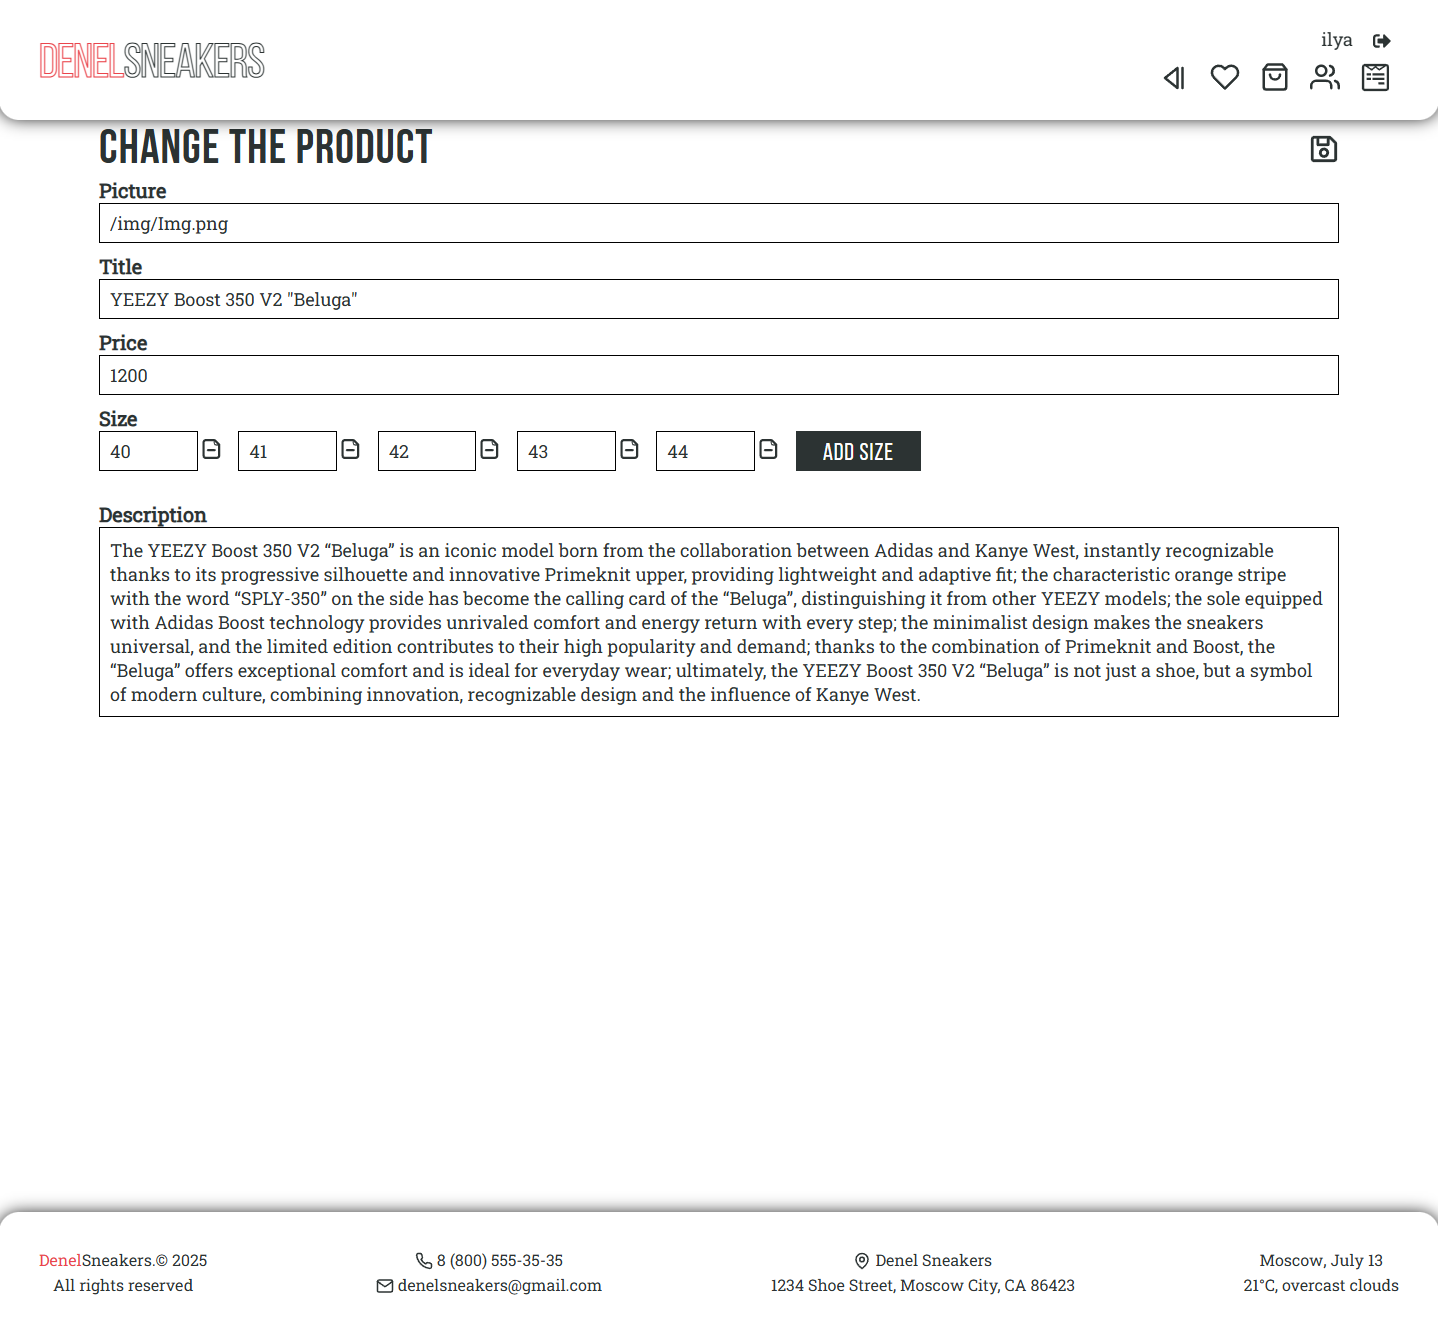 DENELSNEAKERS
ilya
CHANGE THE PRODUCT
Picture
/img/Img.png
Title
YEEZY Boost 350 V2 "Beluga"
Price
1200
Size
40 41 42 43 44 ADD SIZE
Description
The YEEZY Boost 350 V2 “Beluga” is an iconic model born from the collaboration between Adidas and Kanye West, instantly recognizable
thanks to its progressive silhouette and innovative Primeknit upper, providing lightweight and adaptive fit; the characteristic orange stripe
with the word “SPLY-350” on the side has become the calling card of the “Beluga”, distinguishing it from other YEEZY models; the sole equipped
with Adidas Boost technology provides unrivaled comfort and energy return with every step; the minimalist design makes the sneakers
universal, and the limited edition contributes to their high popularity and demand; thanks to the combination of Primeknit and Boost, the
“Beluga” offers exceptional comfort and is ideal for everyday wear; ultimately, the YEEZY Boost 350 V2 “Beluga” is not just a shoe, but a symbol
of modern culture, combining innovation, recognizable design and the influence of Kanye West.
DenelSneakers.© 2025
All rights reserved
8 (800) 555-35-35
denelsneakers@gmail.com
Denel Sneakers
1234 Shoe Street, Moscow City, CA 86423
Moscow, July 13
21°C, overcast clouds